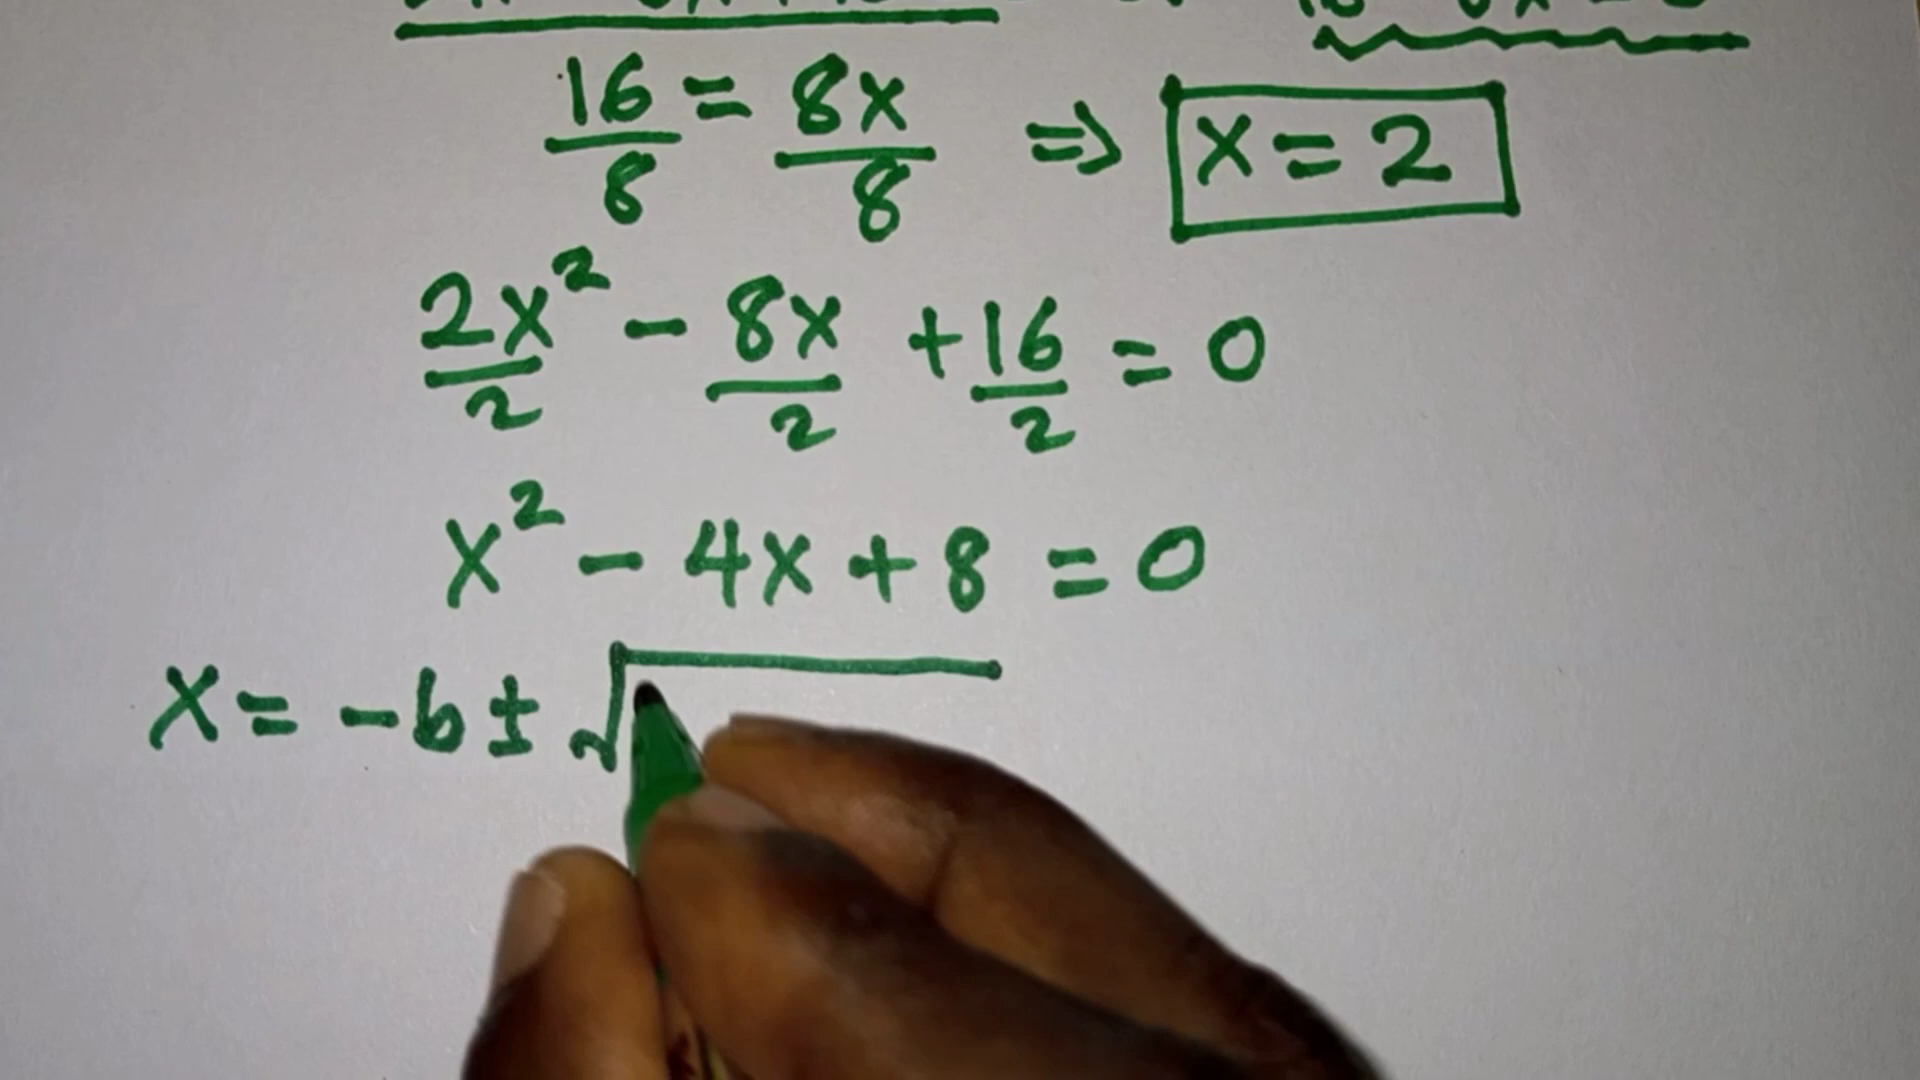 16/8 = 8x/8 ⇒ x = 2
2x²/2 - 8x/2 + 16/2 = 0
x² - 4x + 8 = 0
x = -b ± √